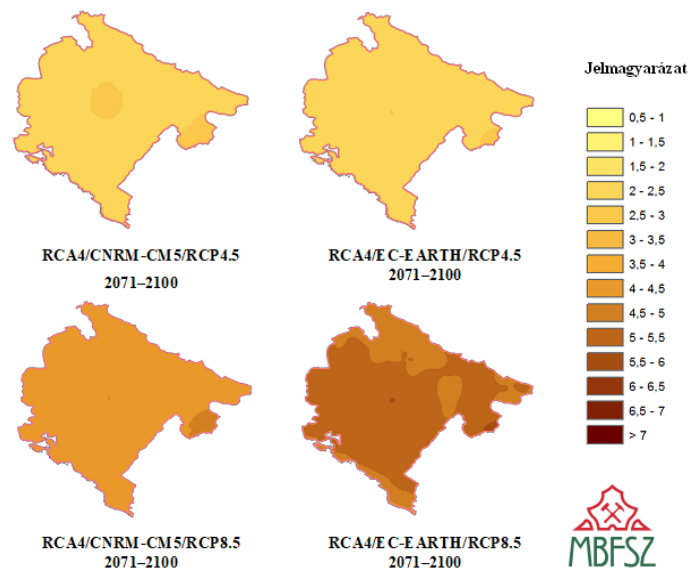 Jelmagyarázat
0,5 - 1
1 - 1,5
1,5 - 2
2 - 2,5
2,5 - 3
3 - 3,5
3,5 - 4
4 - 4,5
4,5 - 5
5 - 5,5
5,5 - 6
6 - 6,5
6,5 - 7
> 7
RCA4/CNRM-CM5/RCP4.5
2071–2100
RCA4/EC-EARTH/RCP4.5
2071–2100
RCA4/CNRM-CM5/RCP8.5
2071–2100
RCA4/EC-EARTH/RCP8.5
2071–2100
MBFSZ